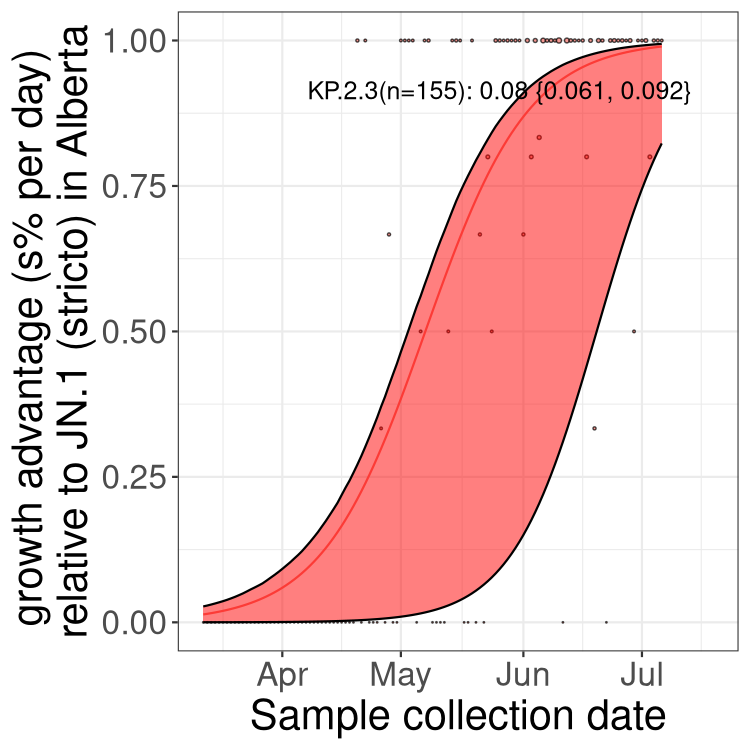 growth advantage (s% per day)
relative to JN.1 (stricto) in Alberta
1.00
0.75
0.50
0.25
0.00
KP.2.3(n=155): 0.08 {0.061, 0.092}
Apr May Jun Jul
Sample collection date